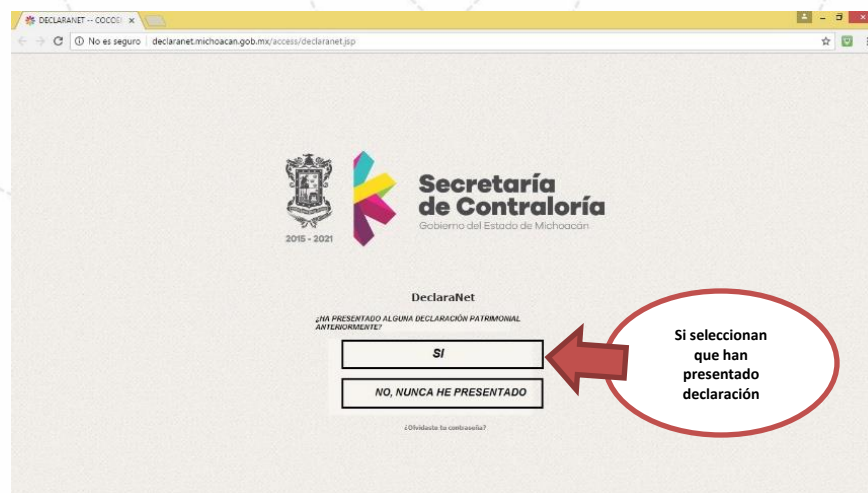 DECLARANET -- COCOE
No es seguro | declaranet.michoacan.gob.mx/access/declaranet.jsp
2015 - 2021
Secretaría
de Contraloría
Gobierno del Estado de Michoacán
DeclaraNet
¿HA PRESENTADO ALGUNA DECLARACIÓN PATRIMONIAL
ANTERIORMENTE?
SI
NO, NUNCA HE PRESENTADO
¿Olvidaste tu contraseña?
Si seleccionan
que han
presentado
declaración